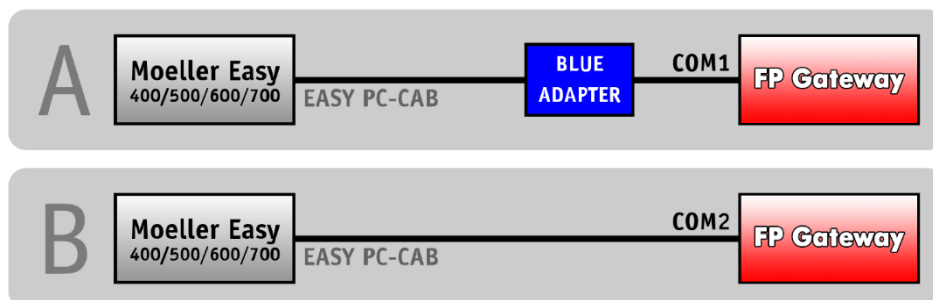 A
Moeller Easy
400/500/600/700
EASY PC-CAB
BLUE
ADAPTER
COM1
FP Gateway
B
Moeller Easy
400/500/600/700
EASY PC-CAB
COM2
FP Gateway